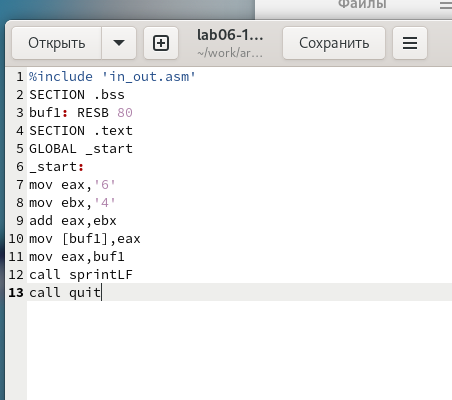 Файлы
Открыть
lab06-1...
~/work/ar...
Сохранить
1 %include 'in_out.asm'
2 SECTION .bss
3 buf1: RESB 80
4 SECTION .text
5 GLOBAL _start
6 _start:
7 mov eax,'6'
8 mov ebx,'4'
9 add eax,ebx
10 mov [buf1],eax
11 mov eax,buf1
12 call sprintLF
13 call quit